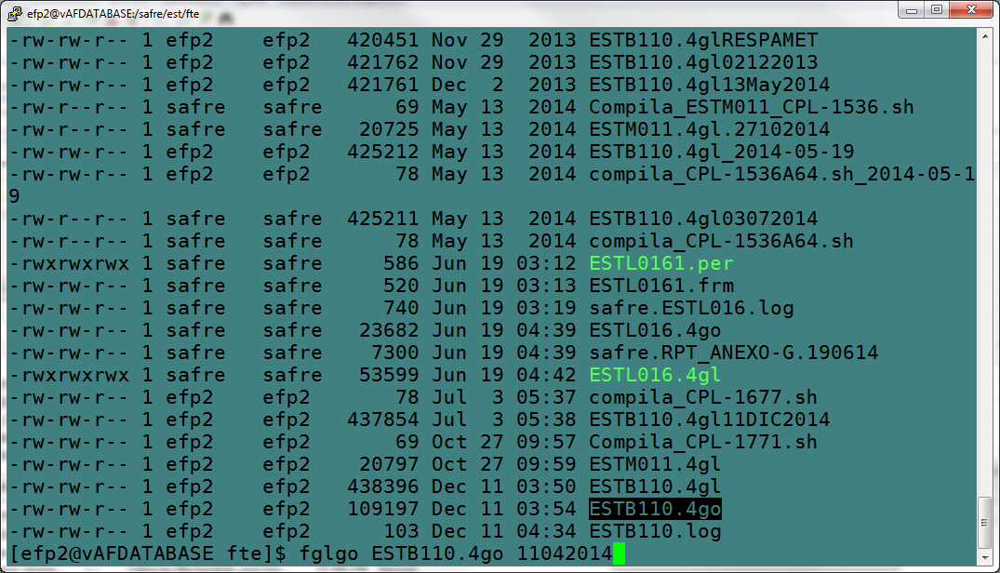 efp2@vAFDATABASE:/safre/est/fte
-rw-rw-r-- 1 efp2    efp2   420451 Nov 29  2013 ESTB110.4glRESPAMET
-rw-rw-r-- 1 efp2    efp2   421762 Nov 29  2013 ESTB110.4gl02122013
-rw-rw-r-- 1 efp2    efp2   421761 Dec  2  2013 ESTB110.4gl13May2014
-rw-r--r-- 1 safre   safre      69 May 13  2014 Compila_ESTM011_CPL-1536.sh
-rw-r--r-- 1 safre   safre   20725 May 13  2014 ESTM011.4gl.27102014
-rw-rw-r-- 1 efp2    efp2   425212 May 13  2014 ESTB110.4gl_2014-05-19
-rw-rw-r-- 1 efp2    efp2       78 May 13  2014 compila_CPL-1536A64.sh_2014-05-1
9
-rw-r--r-- 1 safre   safre  425211 May 13  2014 ESTB110.4gl03072014
-rw-r--r-- 1 safre   safre      78 May 13  2014 compila_CPL-1536A64.sh
-rwxrwxrwx 1 safre   safre     586 Jun 19 03:12 ESTL0161.per
-rw-rw-r-- 1 safre   safre     520 Jun 19 03:13 ESTL0161.frm
-rw-rw-r-- 1 safre   safre     740 Jun 19 03:19 safre.ESTL016.log
-rw-rw-r-- 1 safre   safre   23682 Jun 19 04:39 ESTL016.4go
-rw-rw-r-- 1 safre   safre    7300 Jun 19 04:39 safre.RPT_ANEXO-G.190614
-rwxrwxrwx 1 safre   safre   53599 Jun 19 04:42 ESTL016.4gl
-rw-rw-r-- 1 efp2    efp2       78 Jul  3 05:37 compila_CPL-1677.sh
-rw-rw-r-- 1 efp2    efp2   437854 Jul  3 05:38 ESTB110.4gl11DIC2014
-rw-rw-r-- 1 efp2    efp2       69 Oct 27 09:57 Compila_CPL-1771.sh
-rw-rw-r-- 1 efp2    efp2    20797 Oct 27 09:59 ESTM011.4gl
-rw-rw-r-- 1 efp2    efp2   438396 Dec 11 03:50 ESTB110.4gl
-rw-rw-r-- 1 efp2    efp2   109197 Dec 11 03:54 ESTB110.4go
-rw-rw-r-- 1 efp2    efp2      103 Dec 11 04:34 ESTB110.log
[efp2@vAFDATABASE fte]$ fglgo ESTB110.4go 11042014